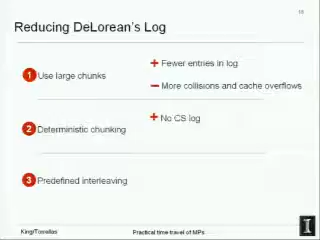 16
Reducing DeLorean's Log
1 Use large chunks
+ Fewer entries in log
− More collisions and cache overflows
2 Deterministic chunking
+ No CS log
3 Predefined interleaving
King/Torrellas
Practical time travel of MPs
I